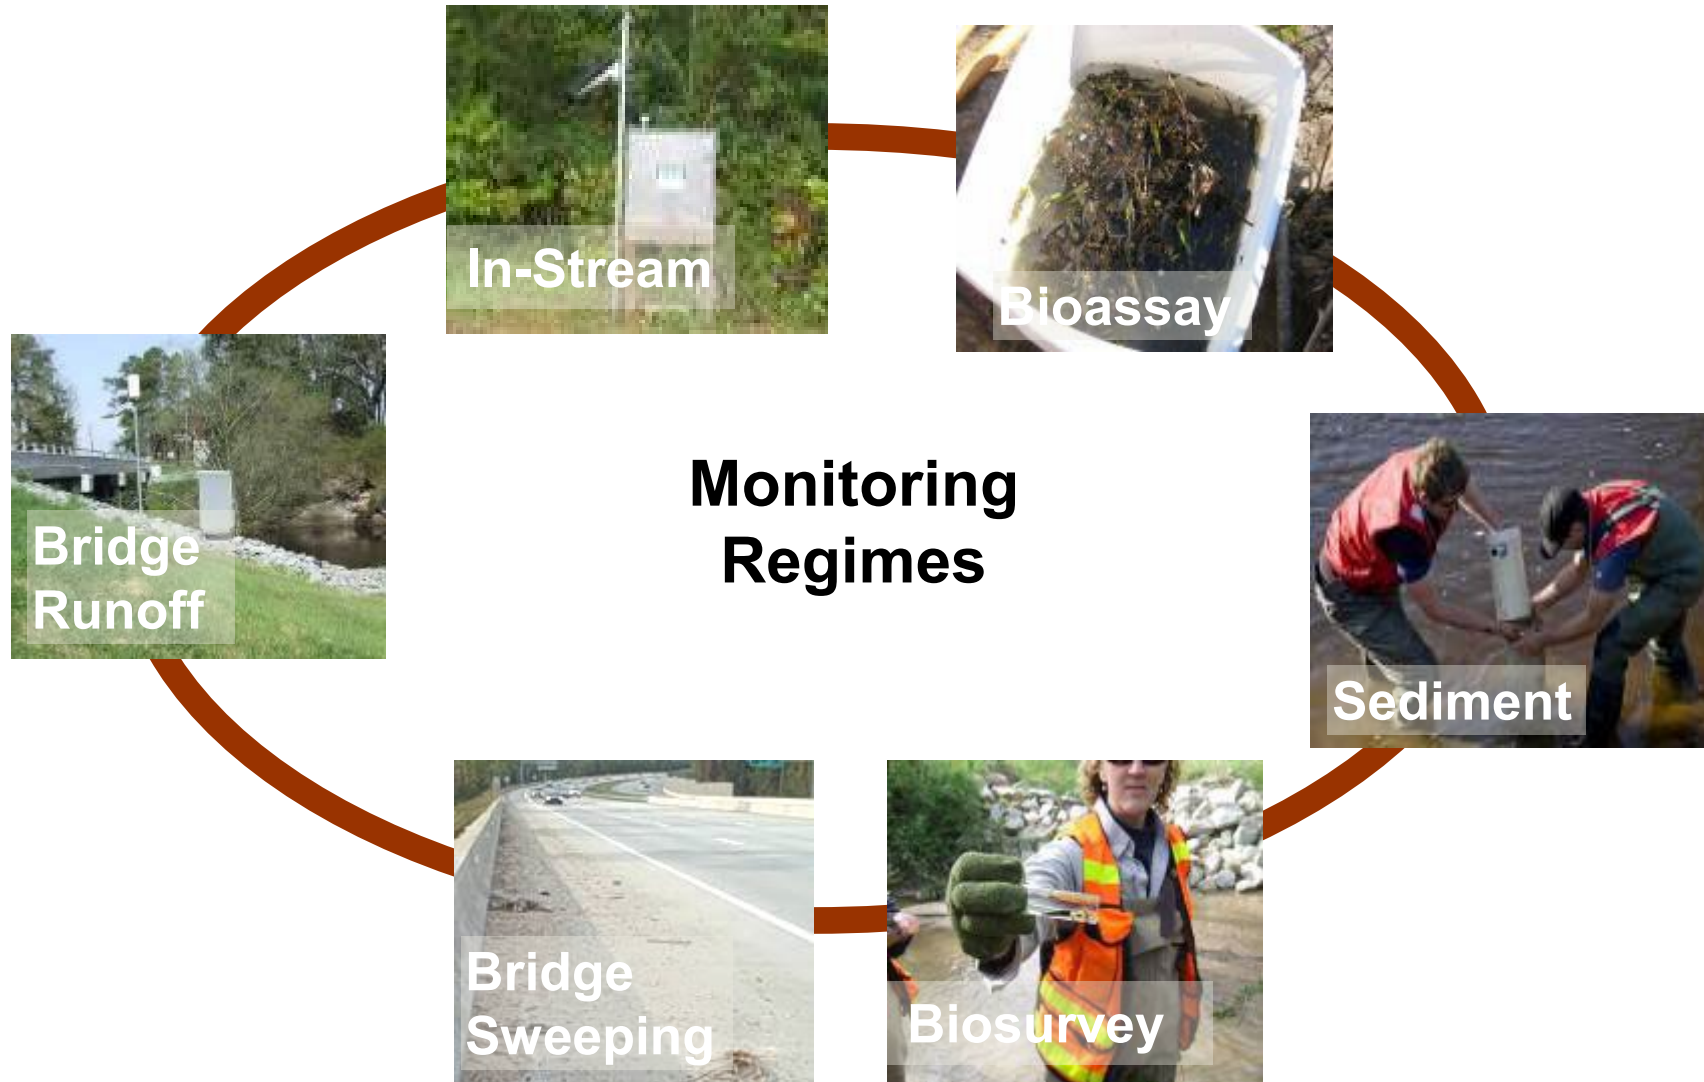 In-Stream
Bioassay
Bridge
Runoff
Monitoring
Regimes
Sediment
Bridge
Sweeping
Biosurvey